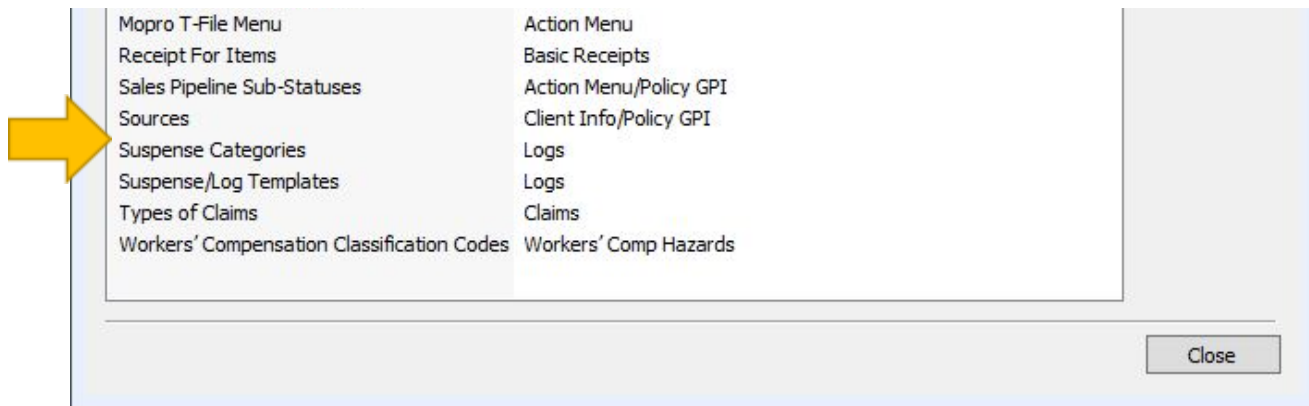 Mopro T-File Menu Action Menu
Receipt For Items Basic Receipts
Sales Pipeline Sub-Statuses Action Menu/Policy GPI
Sources Client Info/Policy GPI
Suspense Categories Logs
Suspense/Log Templates Logs
Types of Claims Claims
Workers' Compensation Classification Codes Workers' Comp Hazards
Close